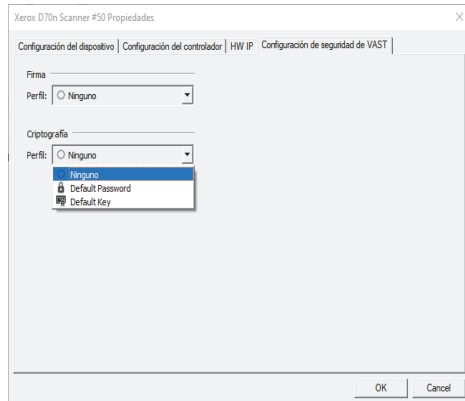 Xerox D70n Scanner #50 Propiedades
Configuración del dispositivo Configuración del controlador HW IP Configuración de seguridad de VAST
Firma
Perfil: Ninguno
Criptografía
Perfil: Ninguno
Ninguno
Default Password
Default Key
OK Cancel